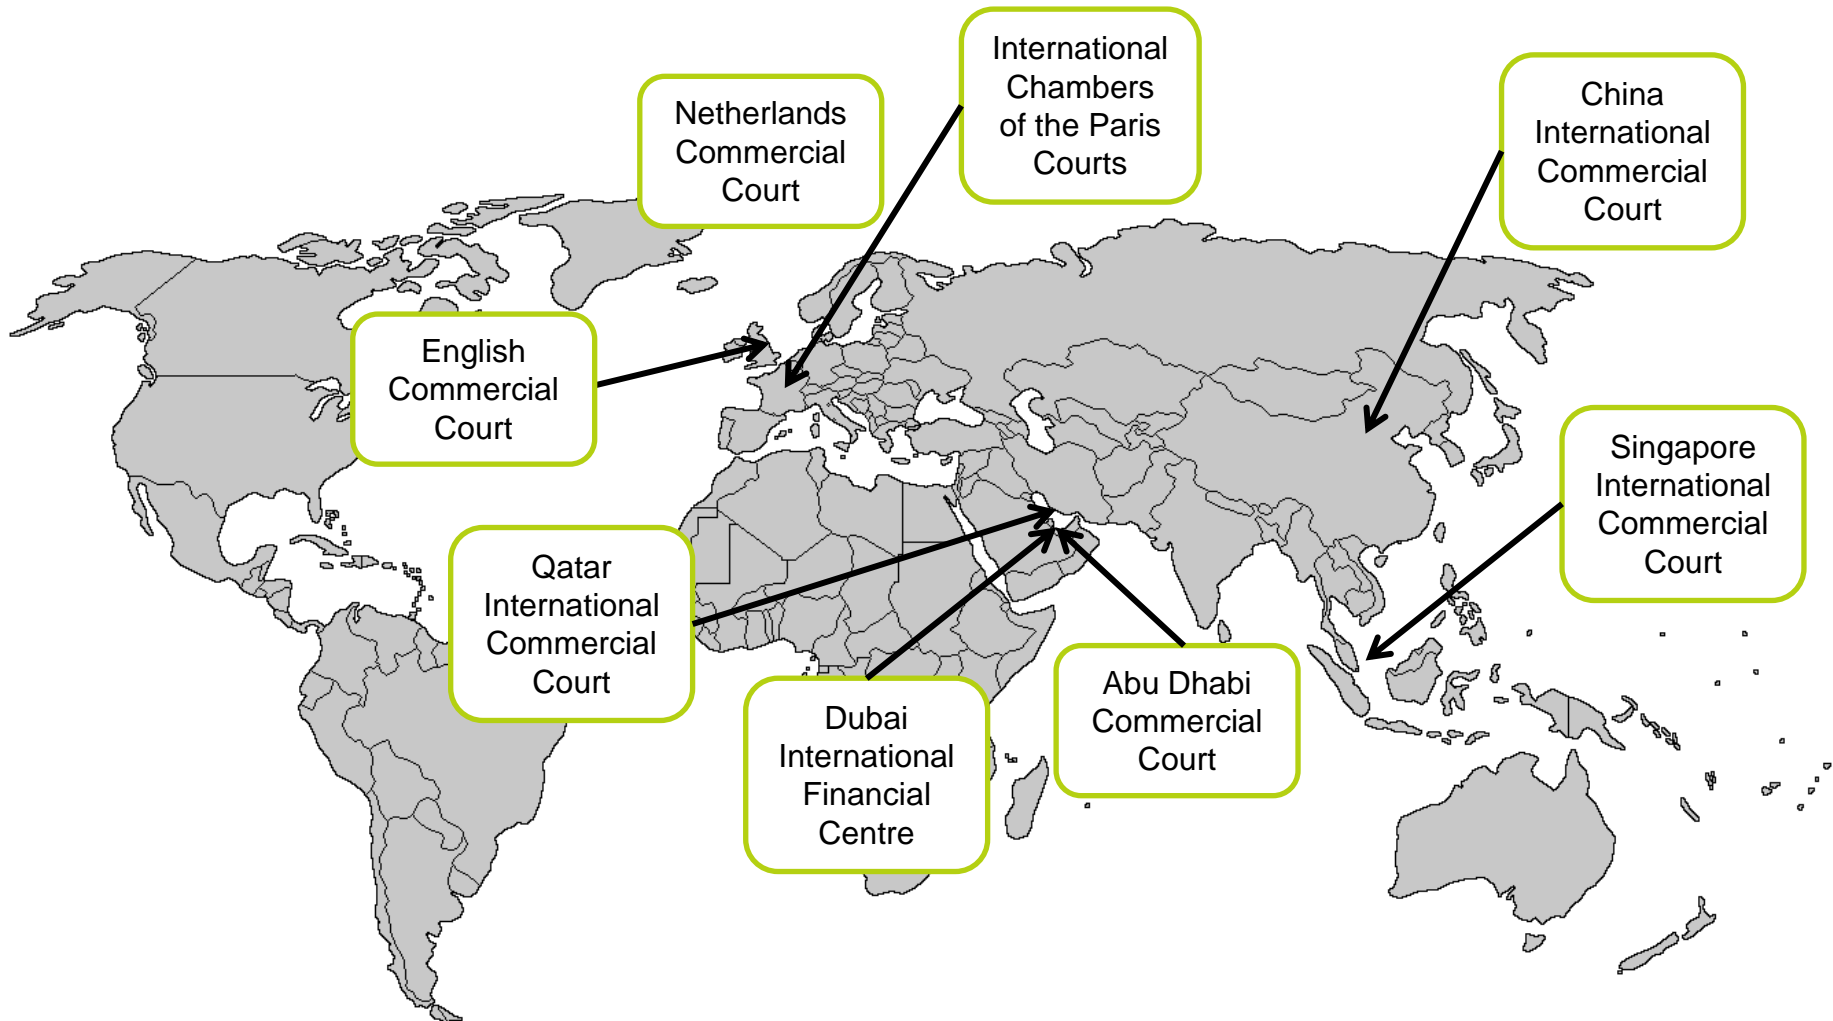 International
Chambers
of the Paris
Courts
Netherlands
Commercial
Court
China
International
Commercial
Court
English
Commercial
Court
Singapore
International
Commercial
Court
Qatar
International
Commercial
Court
Abu Dhabi
Commercial
Court
Dubai
International
Financial
Centre